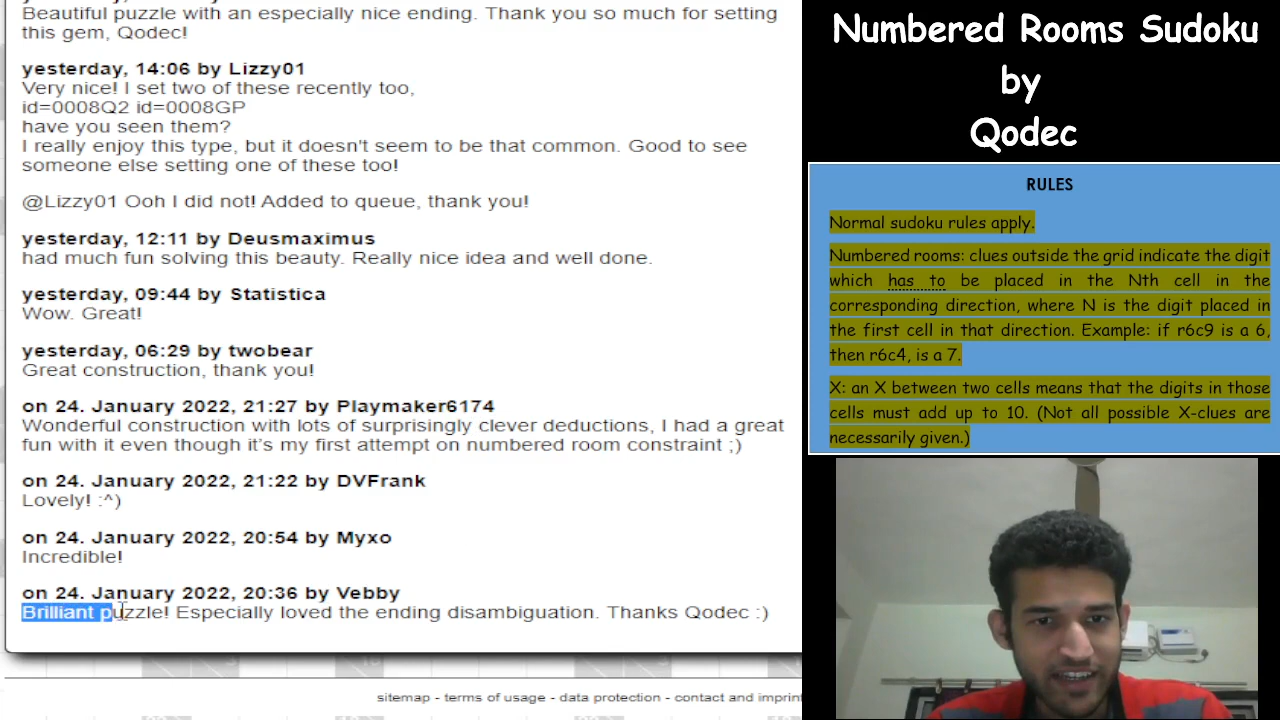 Beautiful puzzle with an especially nice ending. Thank you so much for setting
this gem, Qodec!
yesterday, 14:06 by Lizzy01
Very nice! I set two of these recently too,
id=0008Q2 id=0008GP
have you seen them?
I really enjoy this type, but it doesn't seem to be that common. Good to see
someone else setting one of these too!
@Lizzy01 Ooh I did not! Added to queue, thank you!
yesterday, 12:11 by Deusmaximus
had much fun solving this beauty. Really nice idea and well done.
yesterday, 09:44 by Statistica
Wow. Great!
yesterday, 06:29 by twobear
Great construction, thank you!
on 24. January 2022, 21:27 by Playmaker6174
Wonderful construction with lots of surprisingly clever deductions, I had a great
fun with it even though it’s my first attempt on numbered room constraint ;)
on 24. January 2022, 21:22 by DVFrank
Lovely! :^)
on 24. January 2022, 20:54 by Myxo
Incredible!
on 24. January 2022, 20:36 by Vebby
Brilliant puzzle! Especially loved the ending disambiguation. Thanks Qodec :)
sitemap - terms of usage - data protection - contact and imprint
Numbered Rooms Sudoku
by
Qodec
RULES
Normal sudoku rules apply.
Numbered rooms: clues outside the grid indicate the digit
which has to be placed in the Nth cell in the
corresponding direction, where N is the digit placed in
the first cell in that direction. Example: if r6c9 is a 6,
then r6c4, is a 7.
X: an X between two cells means that the digits in those
cells must add up to 10. (Not all possible X-clues are
necessarily given.)